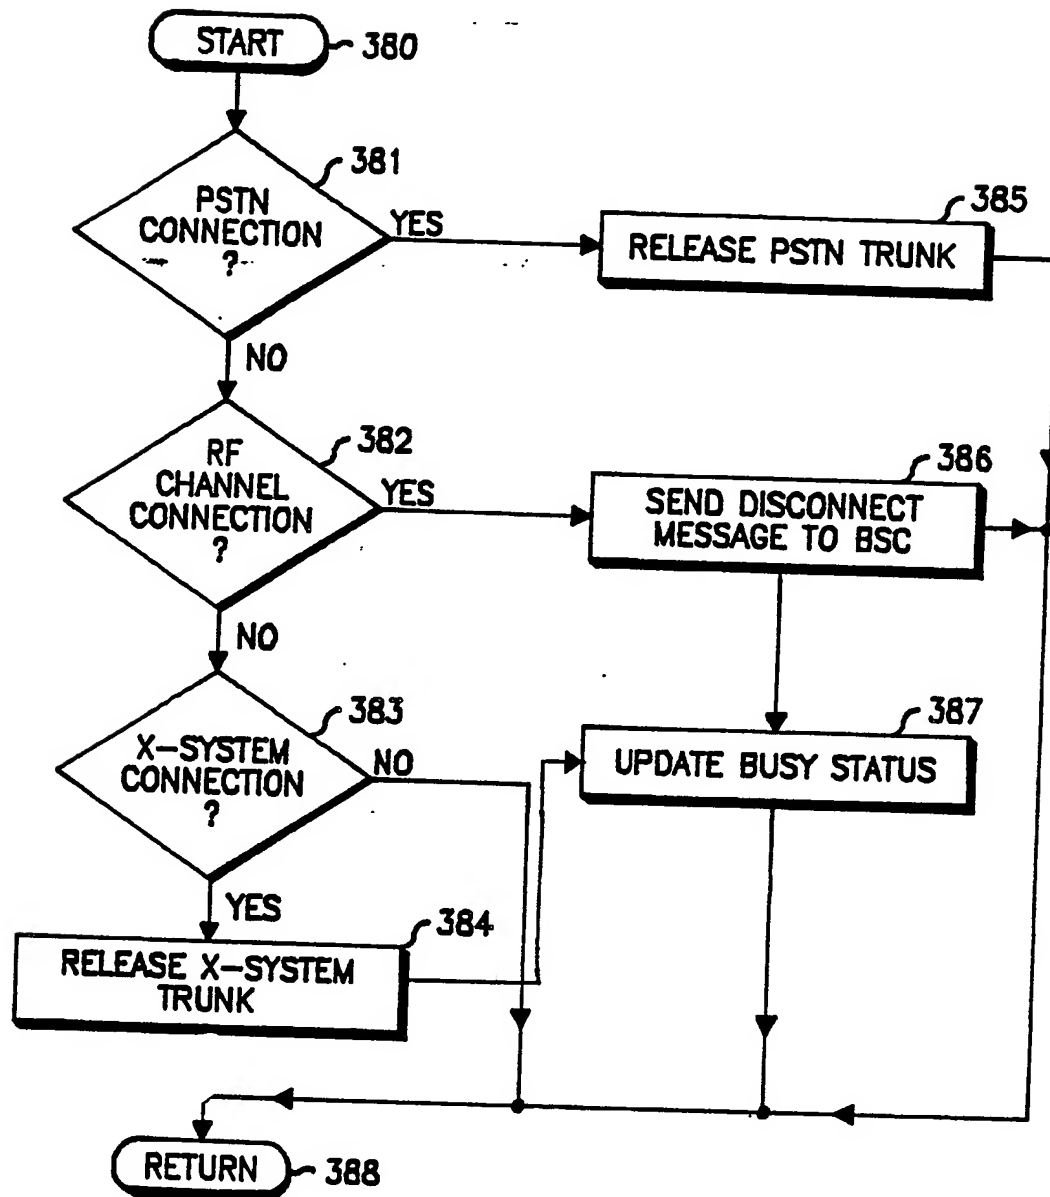 START
380
381
PSTN
CONNECTION
?
YES
385
RELEASE PSTN TRUNK
NO
382
RF
CHANNEL
CONNECTION
?
YES
386
SEND DISCONNECT
MESSAGE TO BSC
NO
383
X-SYSTEM
CONNECTION
?
NO
387
UPDATE BUSY STATUS
YES
384
RELEASE X-SYSTEM
TRUNK
RETURN
388